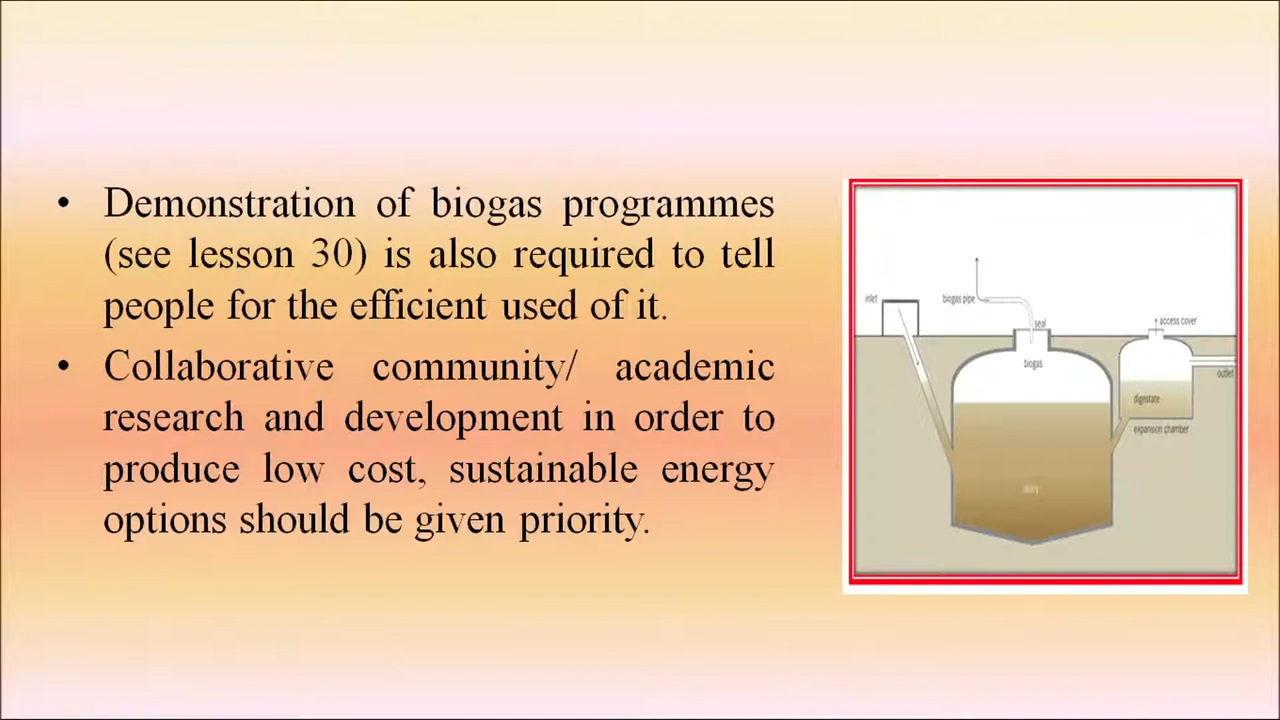 • Demonstration of biogas programmes
(see lesson 30) is also required to tell
people for the efficient used of it.
• Collaborative community/ academic
research and development in order to
produce low cost, sustainable energy
options should be given priority.
inlet
biogas pipe
seal
access cover
biogas
outlet
digestate
expansion chamber